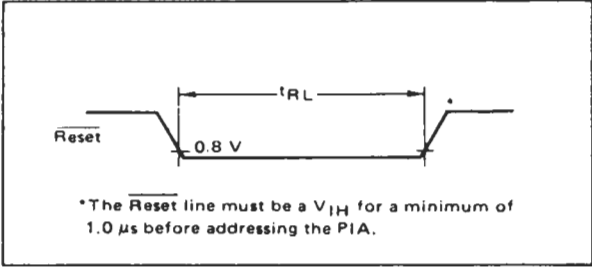 tRL
*
Reset
0.8 V
*The Reset line must be a VIH for a minimum of
1.0 µs before addressing the PIA.